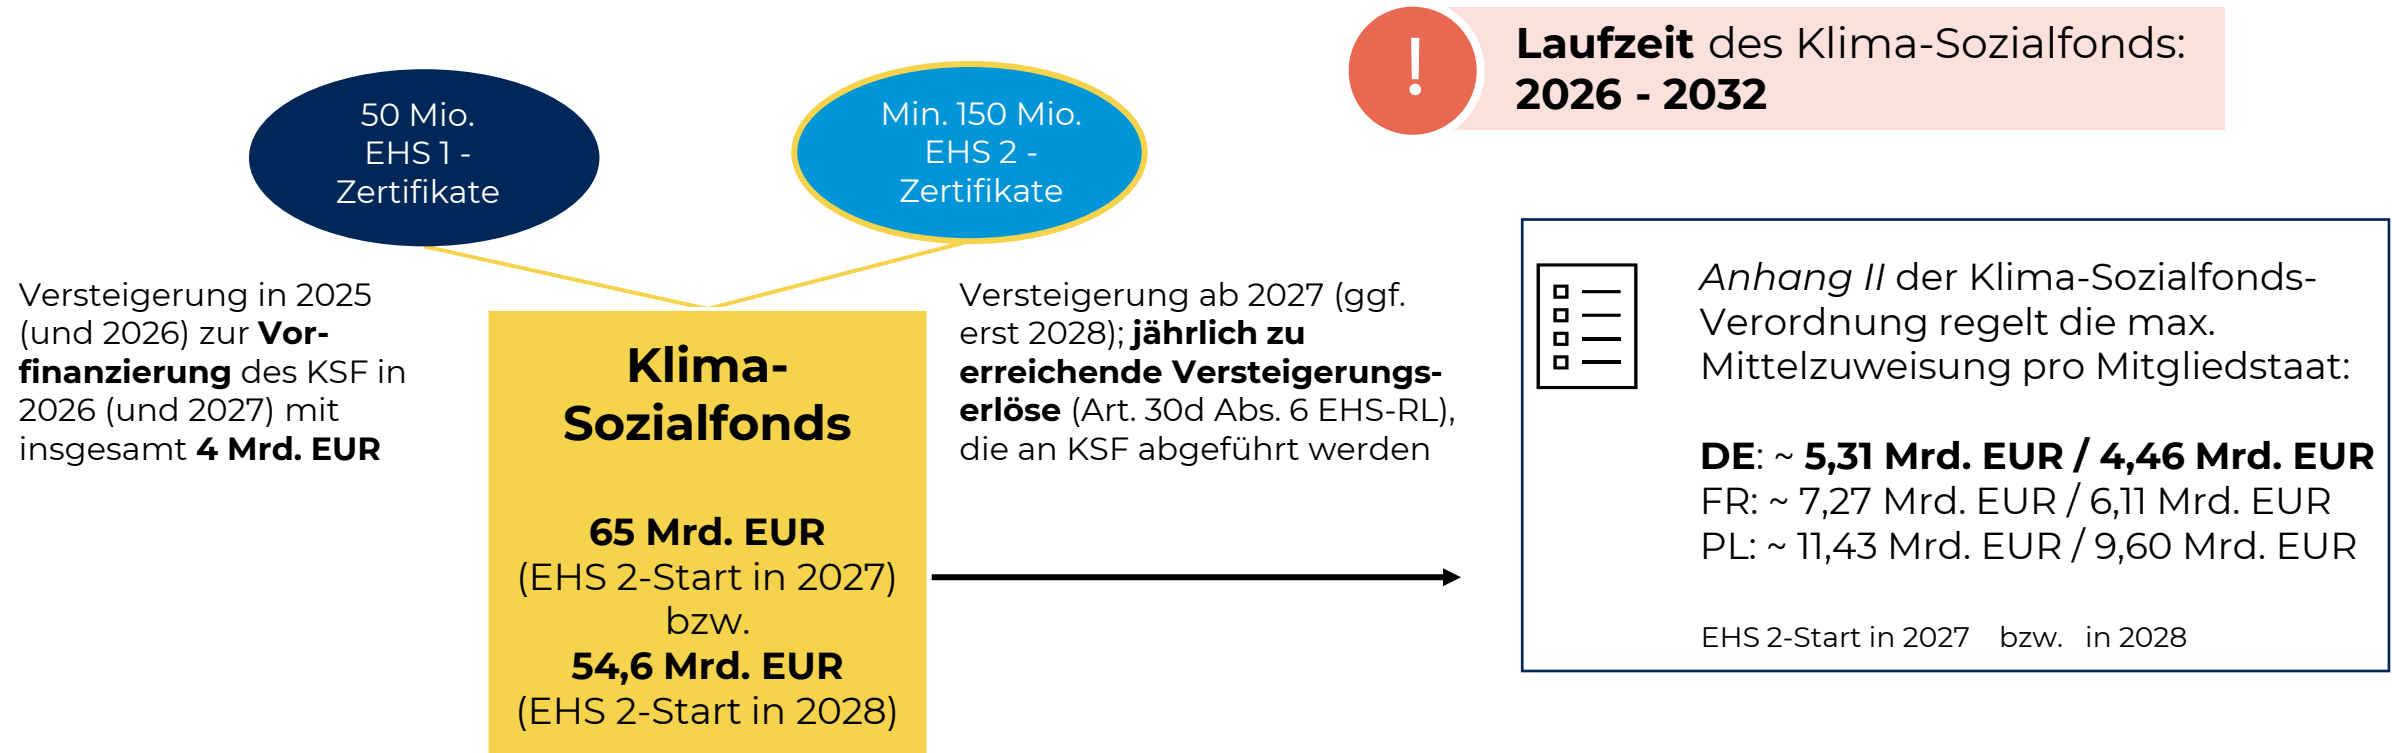 !
Laufzeit des Klima-Sozialfonds:
2026 - 2032
50 Mio.
EHS 1 -
Zertifikate
Min. 150 Mio.
EHS 2 -
Zertifikate
Versteigerung in 2025
(und 2026) zur Vor-
finanzierung des KSF in
2026 (und 2027) mit
insgesamt 4 Mrd. EUR
Klima-
Sozialfonds
65 Mrd. EUR
(EHS 2-Start in 2027)
bzw.
54,6 Mrd. EUR
(EHS 2-Start in 2028)
Versteigerung ab 2027 (ggf.
erst 2028); jährlich zu
erreichende Versteigerungs-
erlöse (Art. 30d Abs. 6 EHS-RL),
die an KSF abgeführt werden
Anhang II der Klima-Sozialfonds-
Verordnung regelt die max.
Mittelzuweisung pro Mitgliedstaat:
DE: ~ 5,31 Mrd. EUR / 4,46 Mrd. EUR
FR: ~ 7,27 Mrd. EUR / 6,11 Mrd. EUR
PL: ~ 11,43 Mrd. EUR / 9,60 Mrd. EUR
EHS 2-Start in 2027 bzw. in 2028